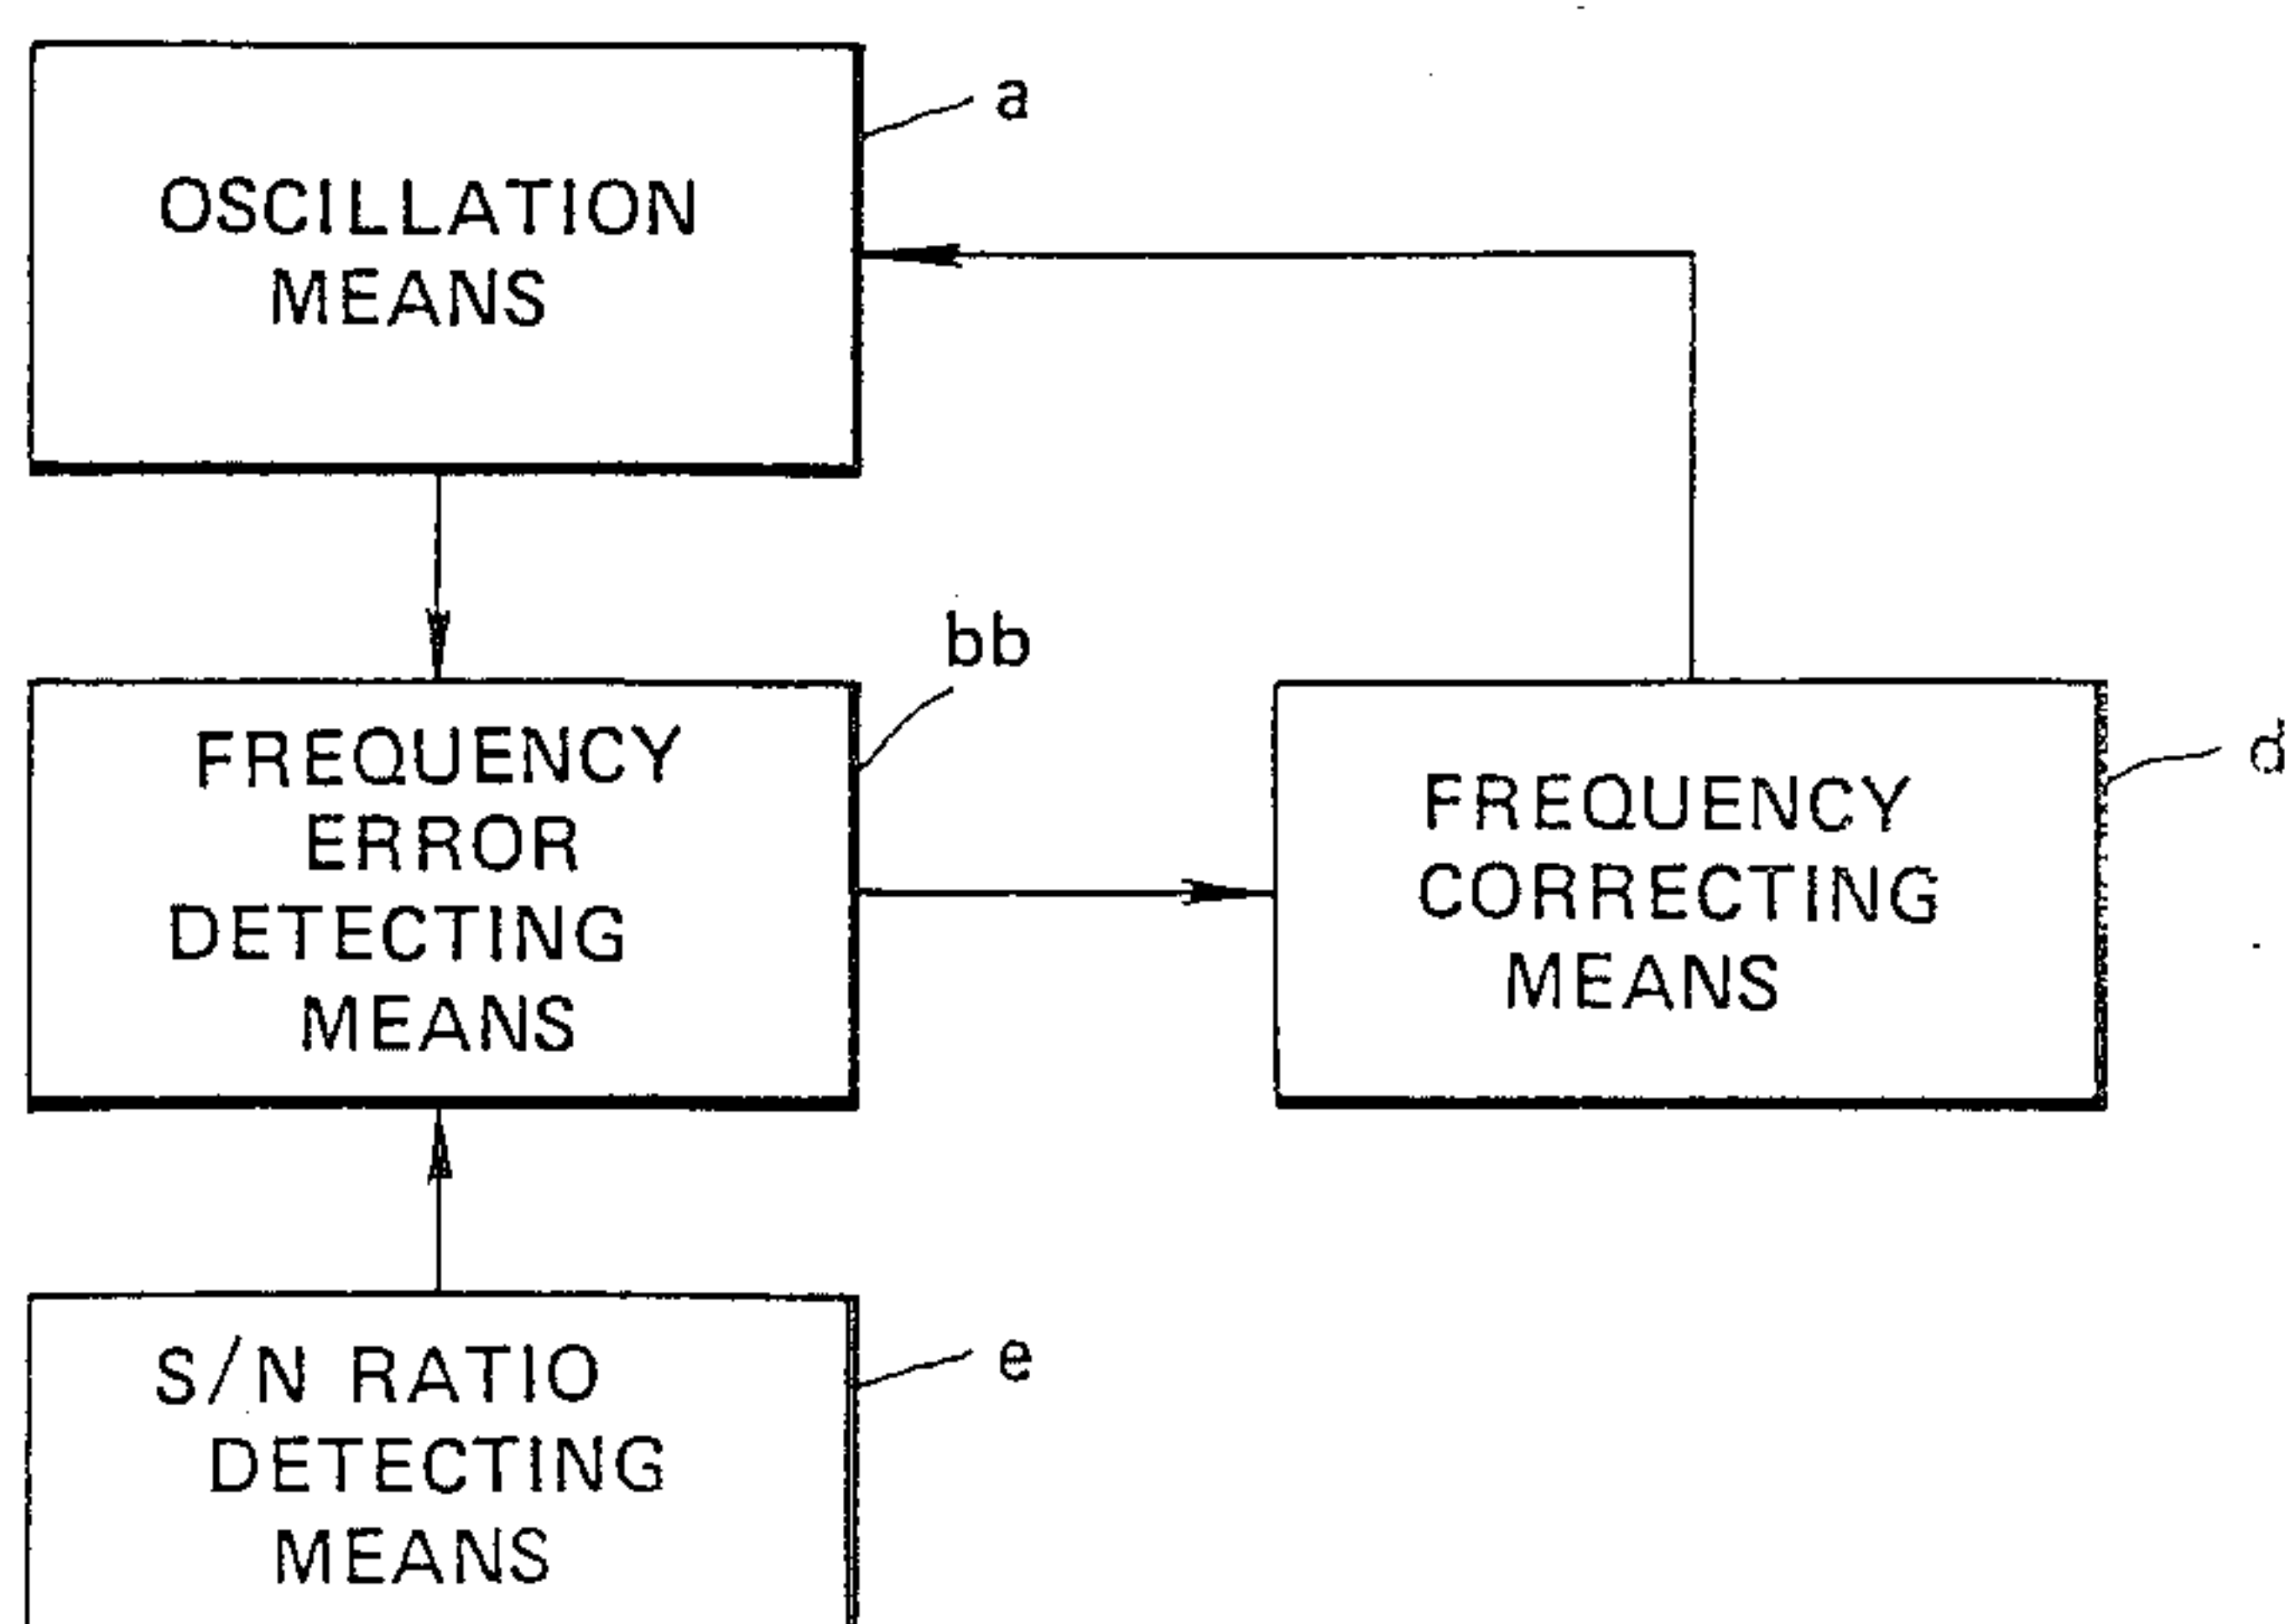 a
OSCILLATION
MEANS
bb
FREQUENCY
ERROR
DETECTING
MEANS
d
FREQUENCY
CORRECTING
MEANS
e
S/N RATIO
DETECTING
MEANS